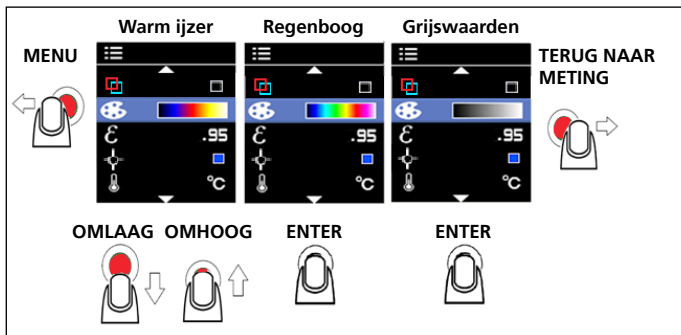 Warm ijzer
Regenboog
Grijswaarden
MENU
TERUG NAAR
METING
ε .95
°C
ε .95
°C
ε .95
°C
OMLAAG OMHOOG
ENTER
ENTER